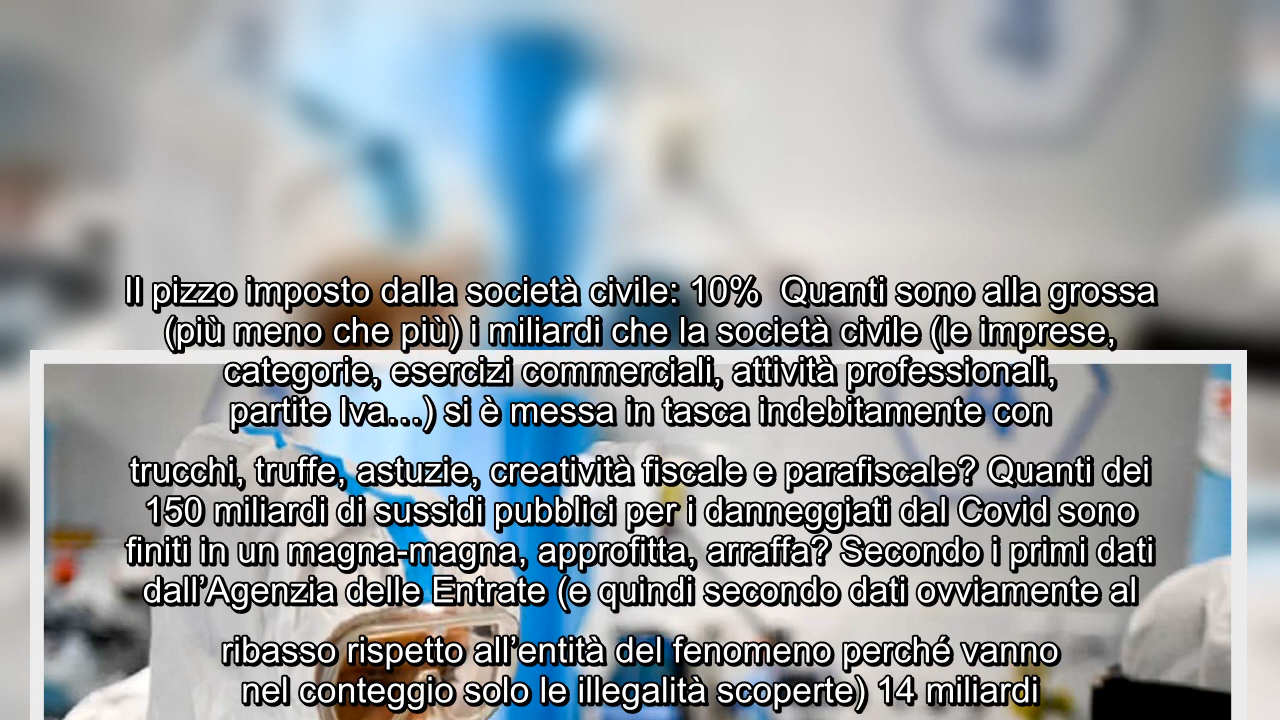 Il pizzo imposto dalla società civile: 10%  Quanti sono alla grossa
(più meno che più) i miliardi che la società civile (le imprese,
categorie, esercizi commerciali, attività professionali,
partite Iva…) si è messa in tasca indebitamente con
trucchi, truffe, astuzie, creatività fiscale e parafiscale? Quanti dei
150 miliardi di sussidi pubblici per i danneggiati dal Covid sono
finiti in un magna-magna, approfitta, arraffa? Secondo i primi dati
dall’Agenzia delle Entrate (e quindi secondo dati ovviamente al
ribasso rispetto all’entità del fenomeno perché vanno
nel conteggio solo le illegalità scoperte) 14 miliardi